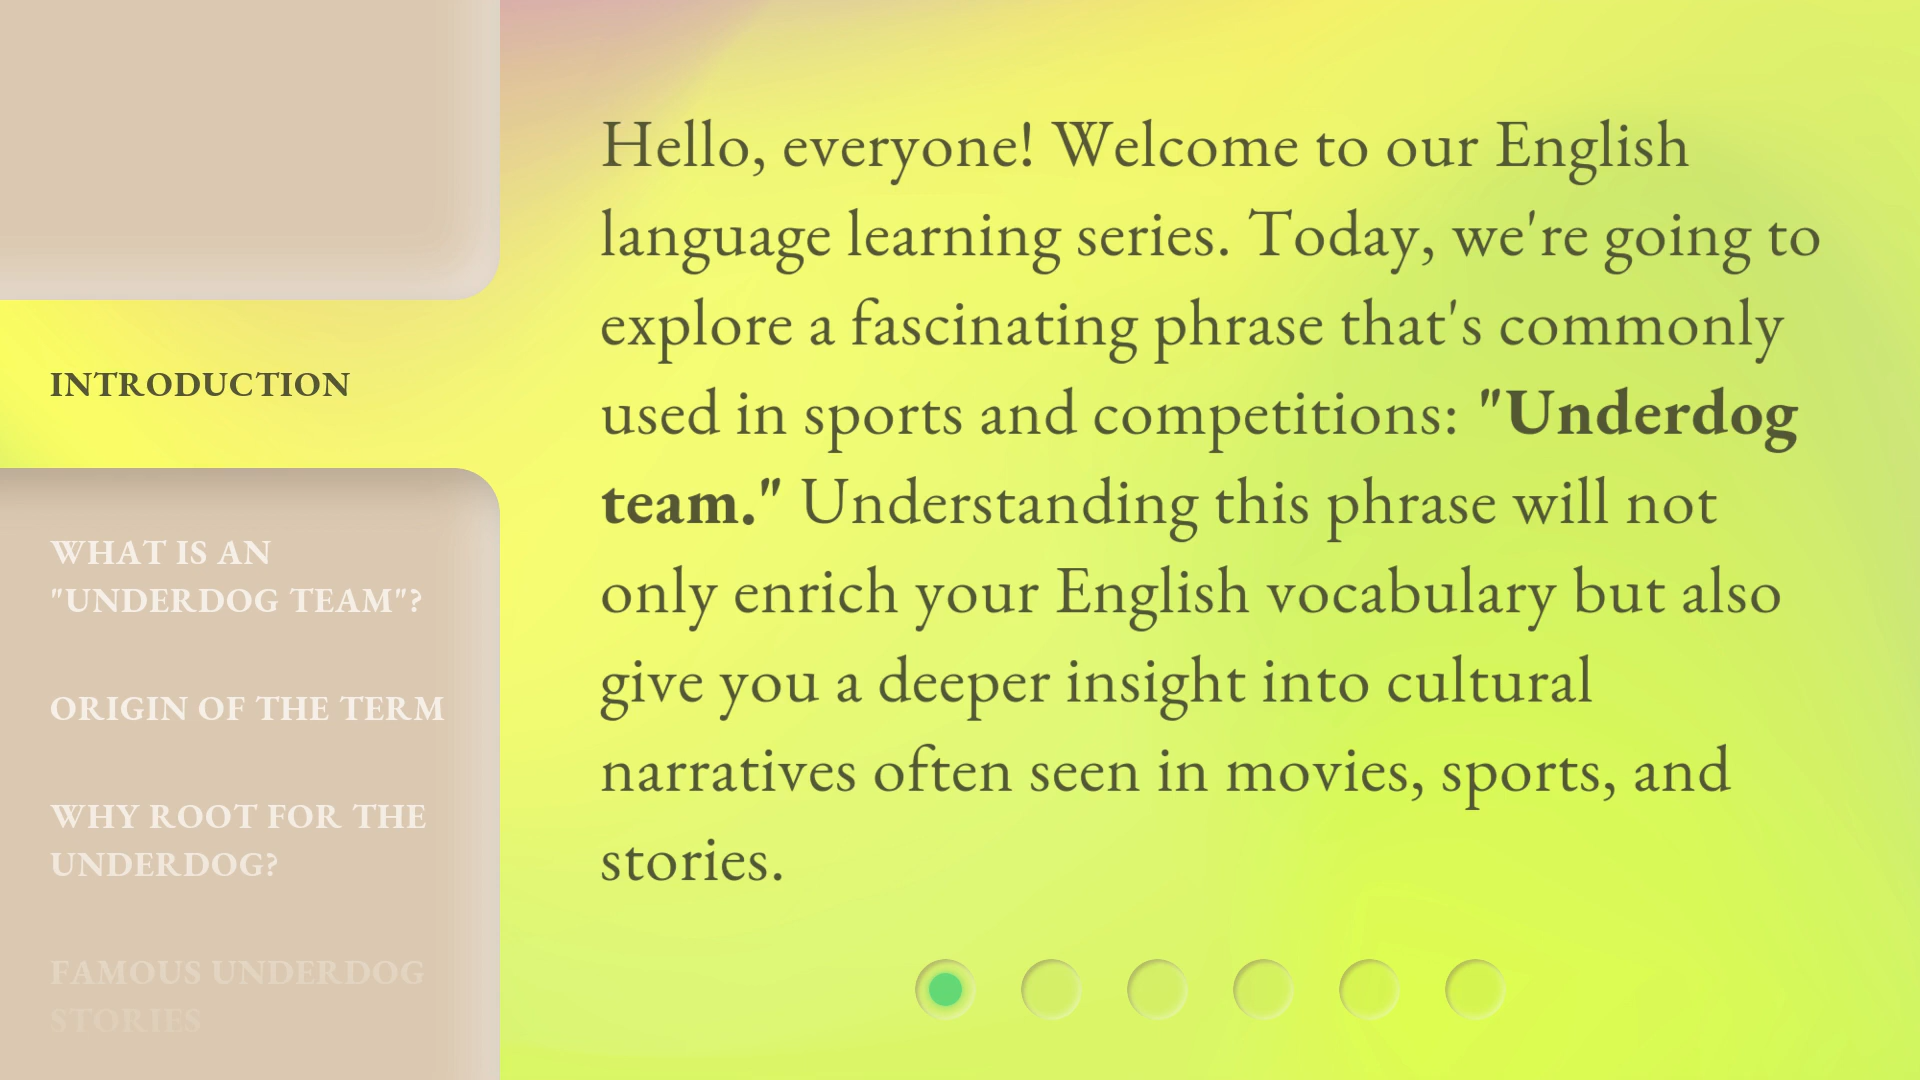 INTRODUCTION
WHAT IS AN
"UNDERDOG TEAM"?
ORIGIN OF THE TERM
WHY ROOT FOR THE
UNDERDOG?
FAMOUS UNDERDOG
STORIES
Hello, everyone! Welcome to our English
language learning series. Today, we're going to
explore a fascinating phrase that's commonly
used in sports and competitions: "Underdog
team." Understanding this phrase will not
only enrich your English vocabulary but also
give you a deeper insight into cultural
narratives often seen in movies, sports, and
stories.